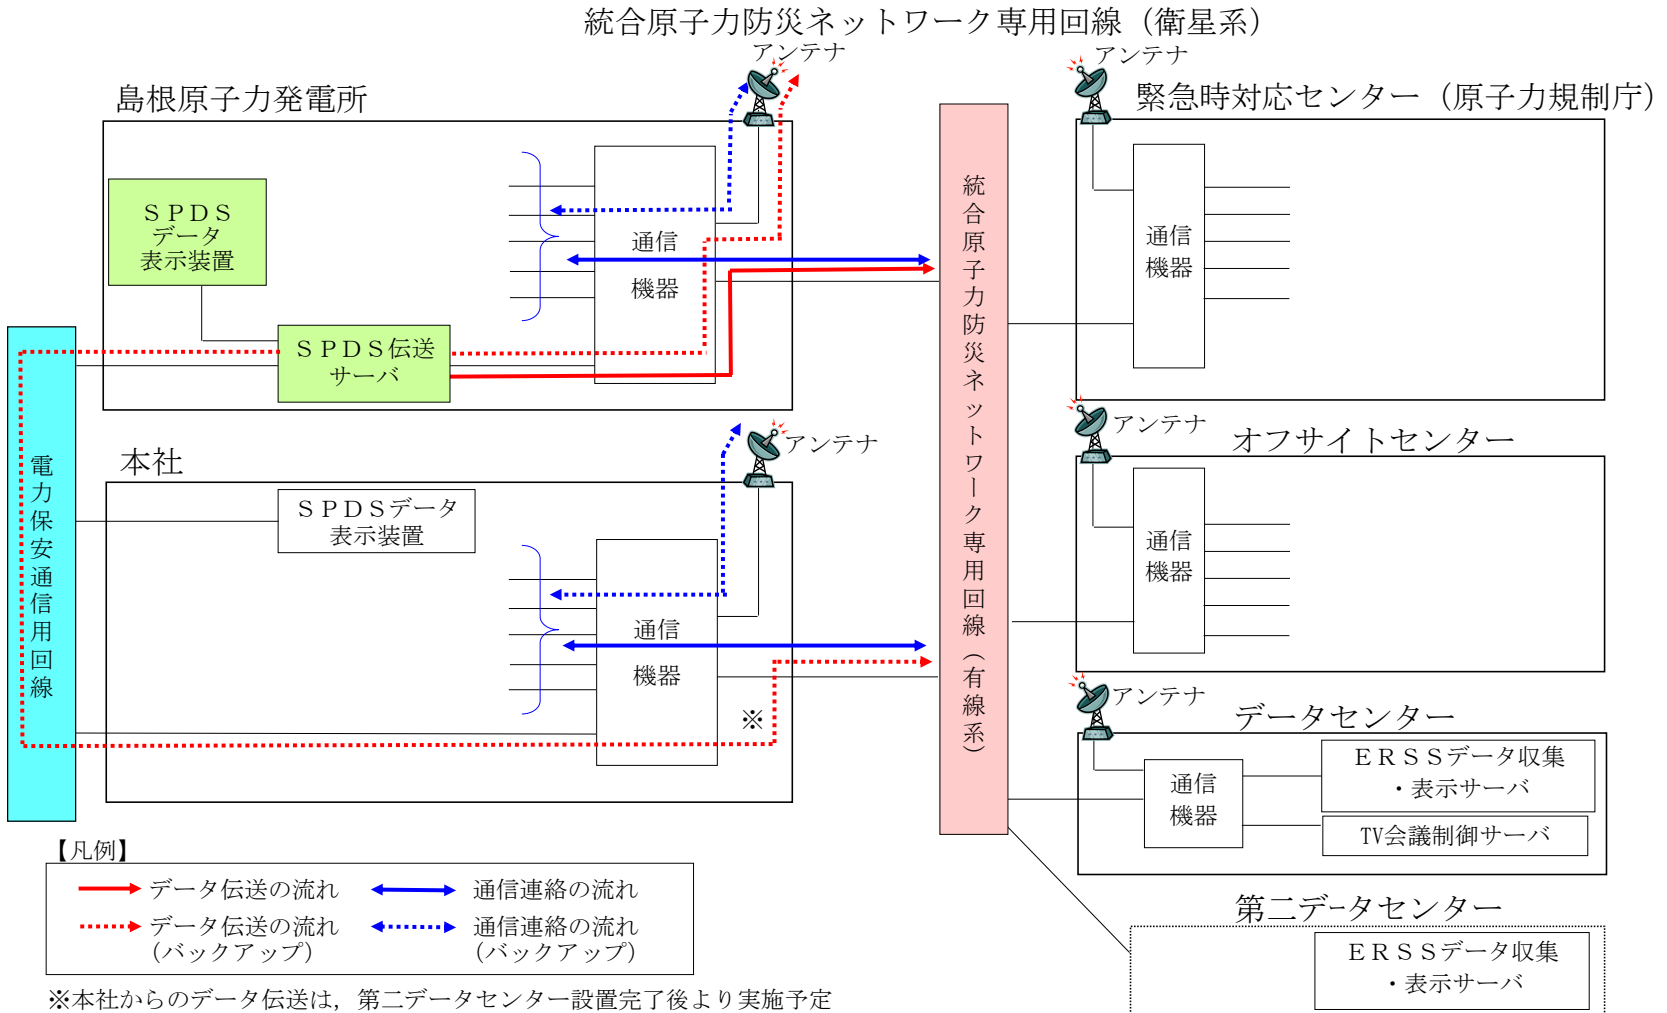 統合原子力防災ネットワーク専用回線（衛星系）
アンテナ
アンテナ
島根原子力発電所
緊急時対応センター（原子力規制庁）
ＳＰＤＳ
データ
表示装置
通信
機器
ＳＰＤＳ伝送
サーバ
統合原子力防災ネットワーク専用回線（有線系）
通信
機器
電力保安通信用回線
本社
アンテナ
ＳＰＤＳデータ
表示装置
通信
機器
※
アンテナ
オフサイトセンター
通信
機器
アンテナ
データセンター
通信
機器
ＥＲＳＳデータ収集
・表示サーバ
TV会議制御サーバ
第二データセンター
ＥＲＳＳデータ収集
・表示サーバ
【凡例】
データ伝送の流れ
通信連絡の流れ
データ伝送の流れ
（バックアップ）
通信連絡の流れ
（バックアップ）
※本社からのデータ伝送は，第二データセンター設置完了後より実施予定